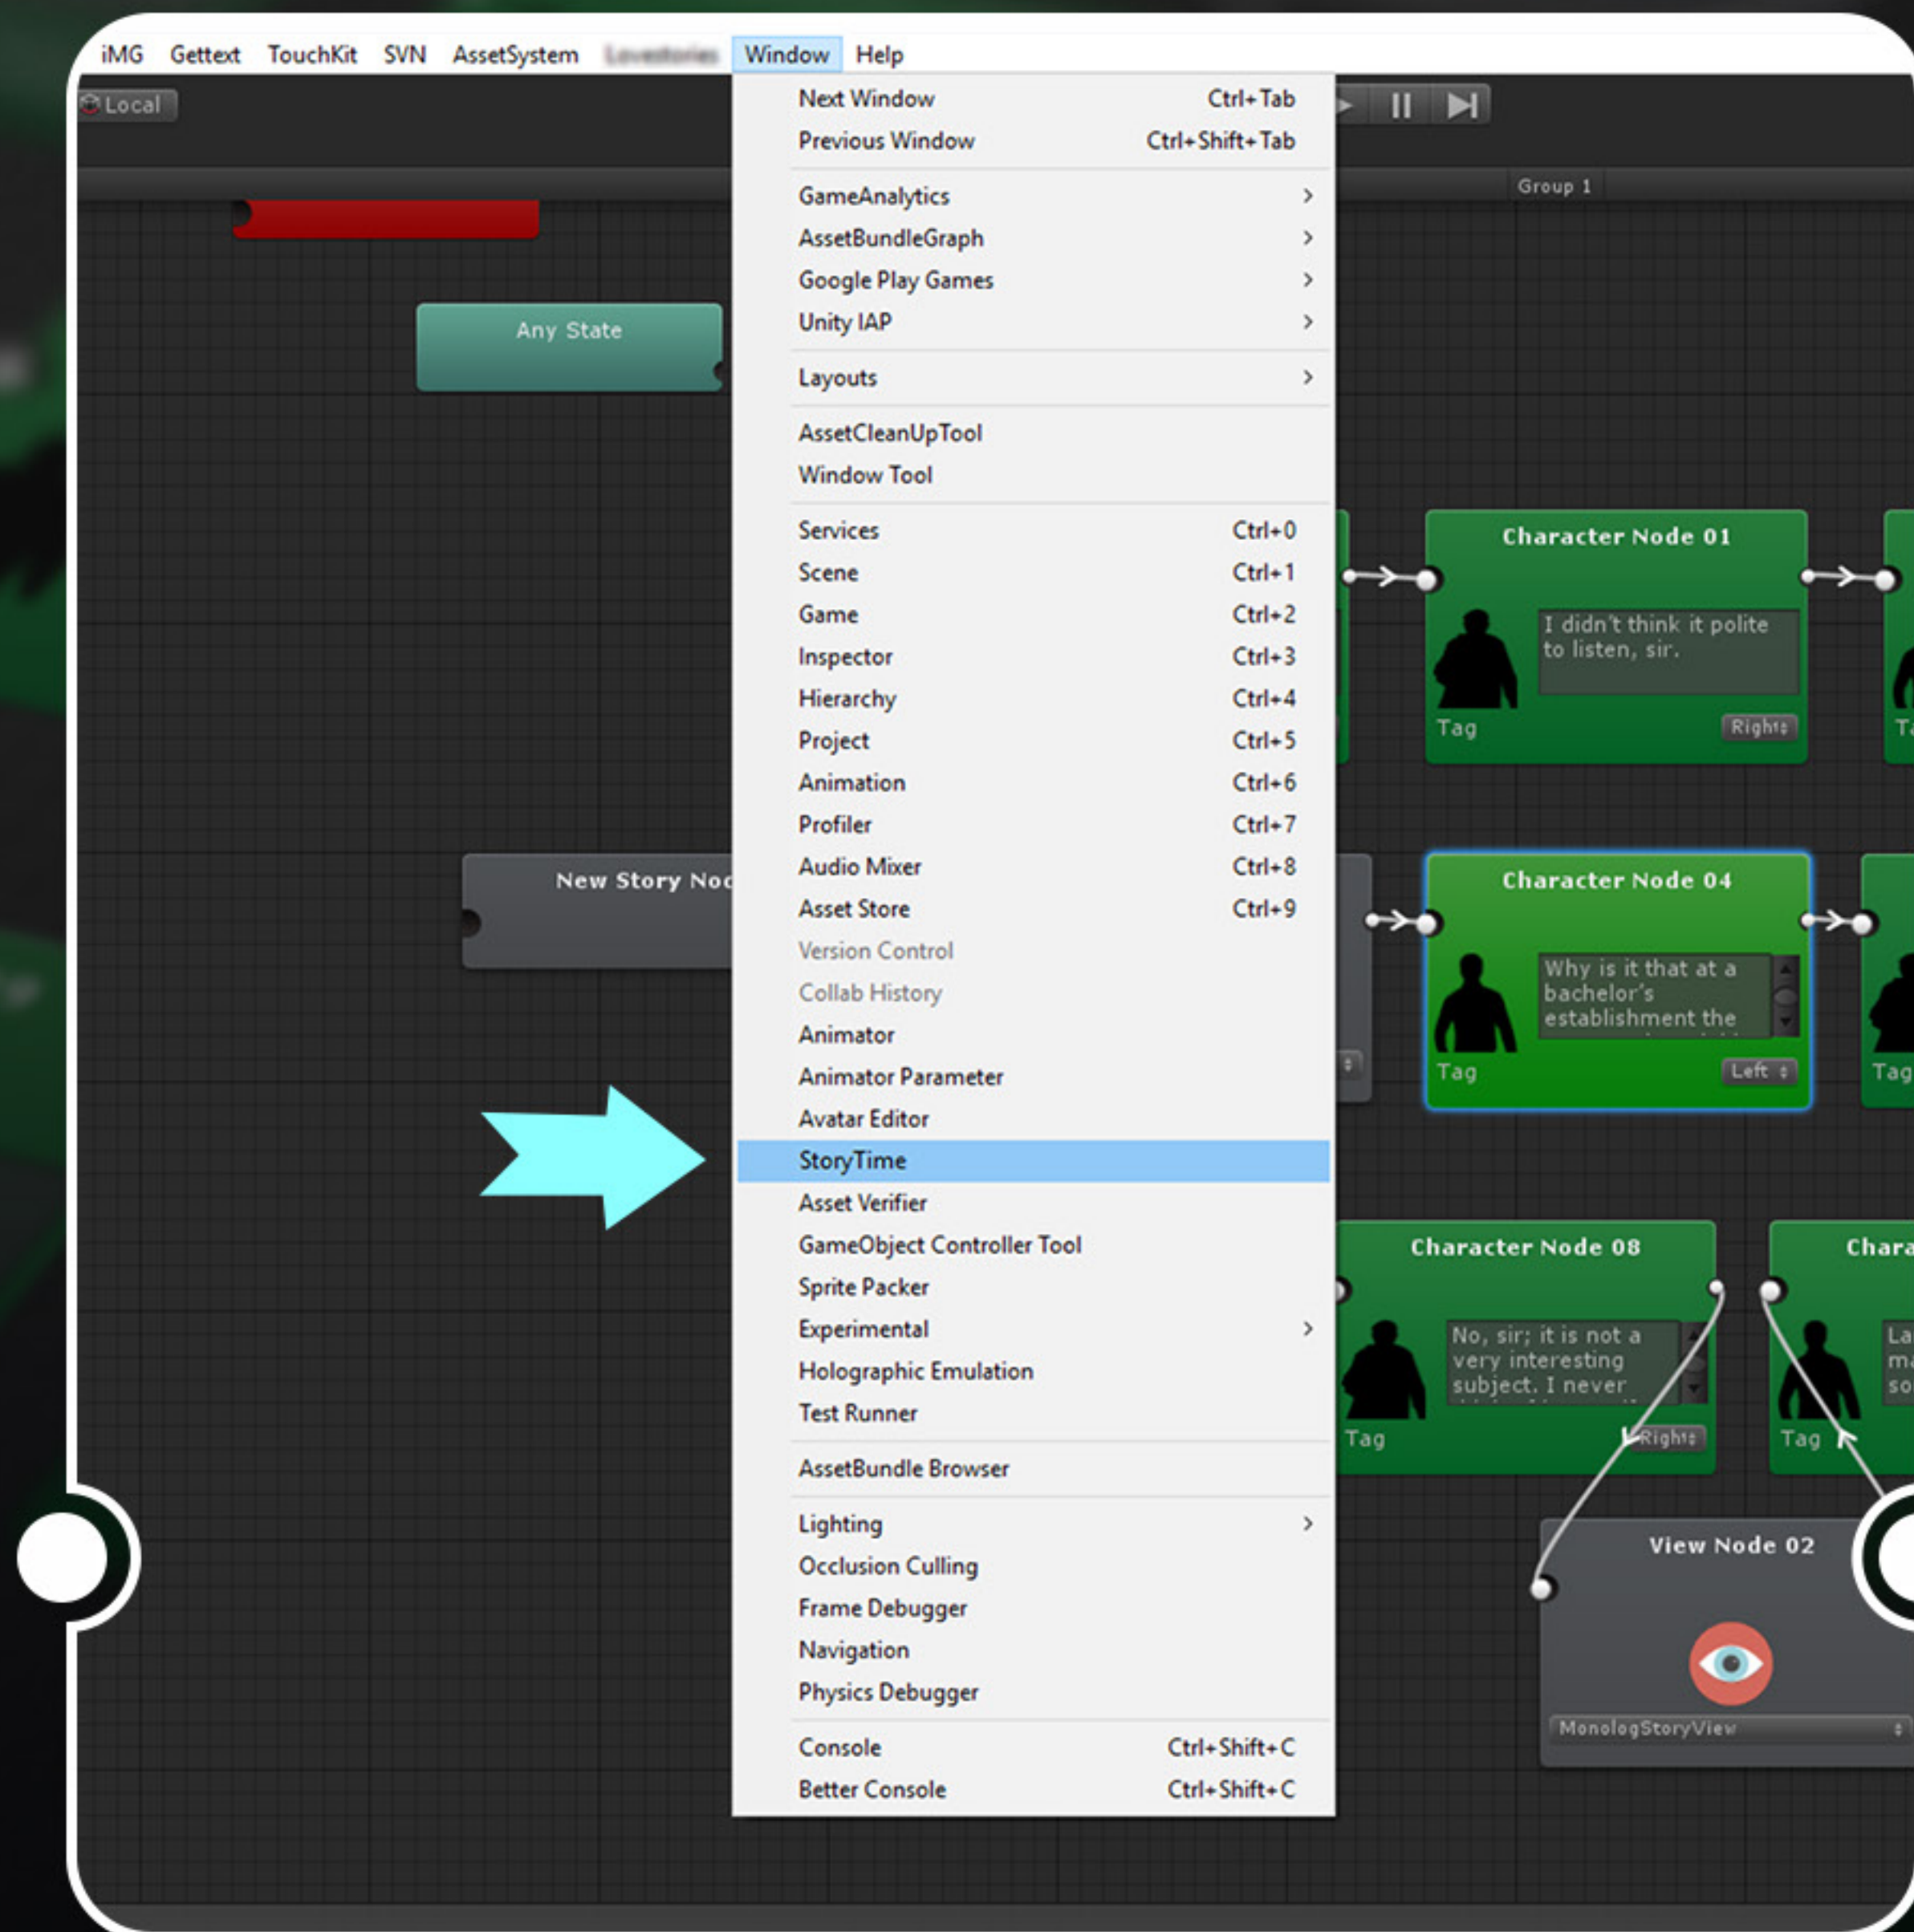 iMG Gettext TouchKit SVN AssetSystem Lovestories Window Help
Local
Group 1
Next Window Ctrl+Tab
Previous Window Ctrl+Shift+Tab
GameAnalytics
AssetBundleGraph
Google Play Games
Unity IAP
Layouts
AssetCleanUpTool
Window Tool
Services Ctrl+0
Scene Ctrl+1
Game Ctrl+2
Inspector Ctrl+3
Hierarchy Ctrl+4
Project Ctrl+5
Animation Ctrl+6
Profiler Ctrl+7
Audio Mixer Ctrl+8
Asset Store Ctrl+9
Version Control
Collab History
Animator
Animator Parameter
Avatar Editor
StoryTime
Asset Verifier
GameObject Controller Tool
Sprite Packer
Experimental
Holographic Emulation
Test Runner
AssetBundle Browser
Lighting
Occlusion Culling
Frame Debugger
Navigation
Physics Debugger
Console Ctrl+Shift+C
Better Console Ctrl+Shift+C
Any State
New Story
Character Node 01
I didn't think it polite
to listen, sir.
Tag Right
Character Node 04
Why is it that at a
bachelor's
establishment the
Tag Left
Tag
Character Node 08
No, sir; it is not a
very interesting
subject. I never
Tag Right
Tag
View Node 02
MonologStoryView